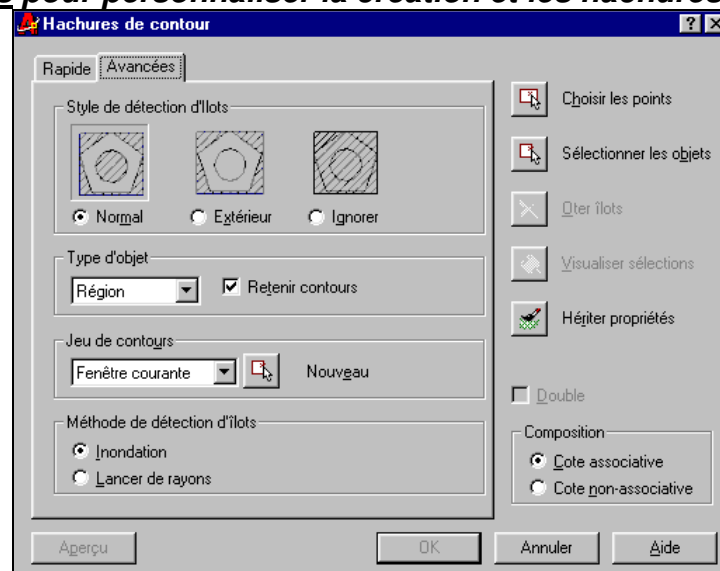 pour personnaliser la création et les hachures
Hachures de contour
Rapide
Avancées
Style de détection d'Ilots
Normal
Extérieur
Ignorer
Type d'objet
Région
Retenir contours
Jeu de contours
Fenêtre courante
Nouveau
Méthode de détection d'îlots
Inondation
Lancer de rayons
Choisir les points
Sélectionner les objets
Oter îlots
Visualiser sélections
Hériter propriétés
Double
Composition
Cote associative
Cote non-associative
Aperçu
OK
Annuler
Aide